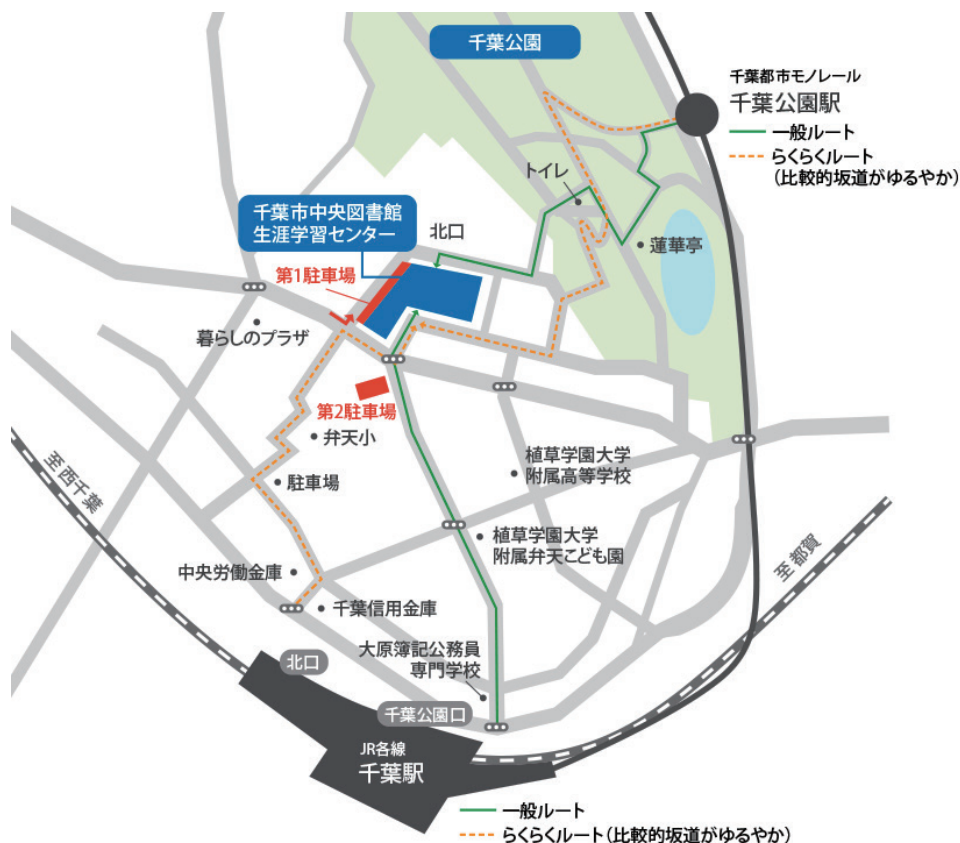 千葉公園
千葉都市モノレール
千葉公園駅
一般ルート
らくらくルート
(比較的坂道がゆるやか)
トイレ
千葉市中央図書館
生涯学習センター
北口
蓮華亭
第1駐車場
暮らしのプラザ
第2駐車場
弁天小
至西千葉
駐車場
植草学園大学
附属高等学校
植草学園大学
附属弁天こども園
至都賀
中央労働金庫
千葉信用金庫
大原簿記公務員
専門学校
北口
千葉公園口
JR各線
千葉駅
一般ルート
らくらくルート(比較的坂道がゆるやか)